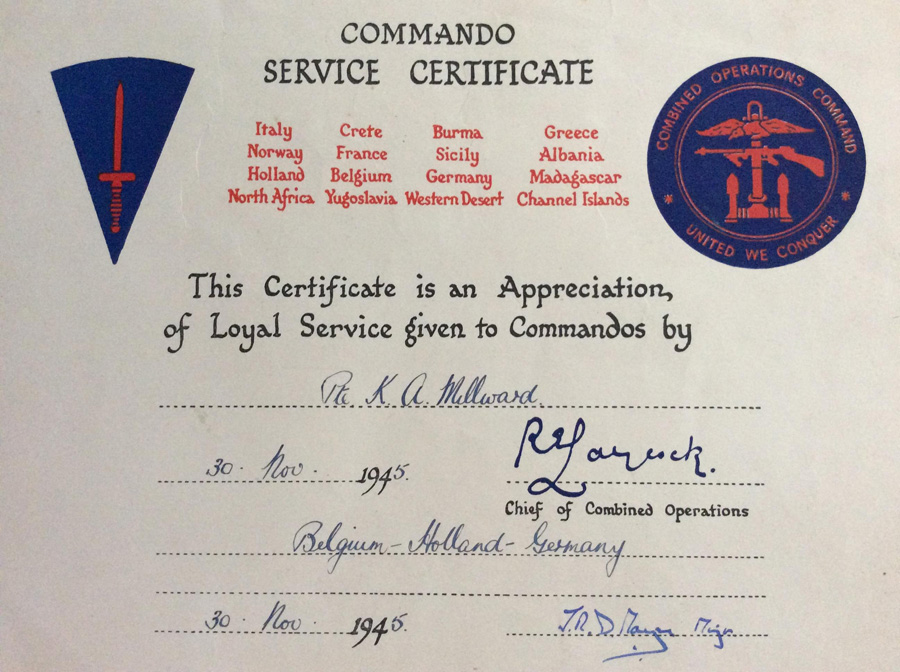 COMMANDO
SERVICE CERTIFICATE
COMBINED OPERATIONS COMMAND
UNITED WE CONQUER
Italy Crete Burma Greece
Norway France Sicily Albania
Holland Belgium Germany Madagascar
North Africa Yugoslavia Western Desert Channel Islands
This Certificate is an Appreciation,
of Loyal Service given to Commandos by
Pte K. A. Millward.
30. Nov. 1945.
R E Laycock.
Chief of Combined Operations
Belgium - Holland - Germany
30. Nov. 1945.
J.R.D.